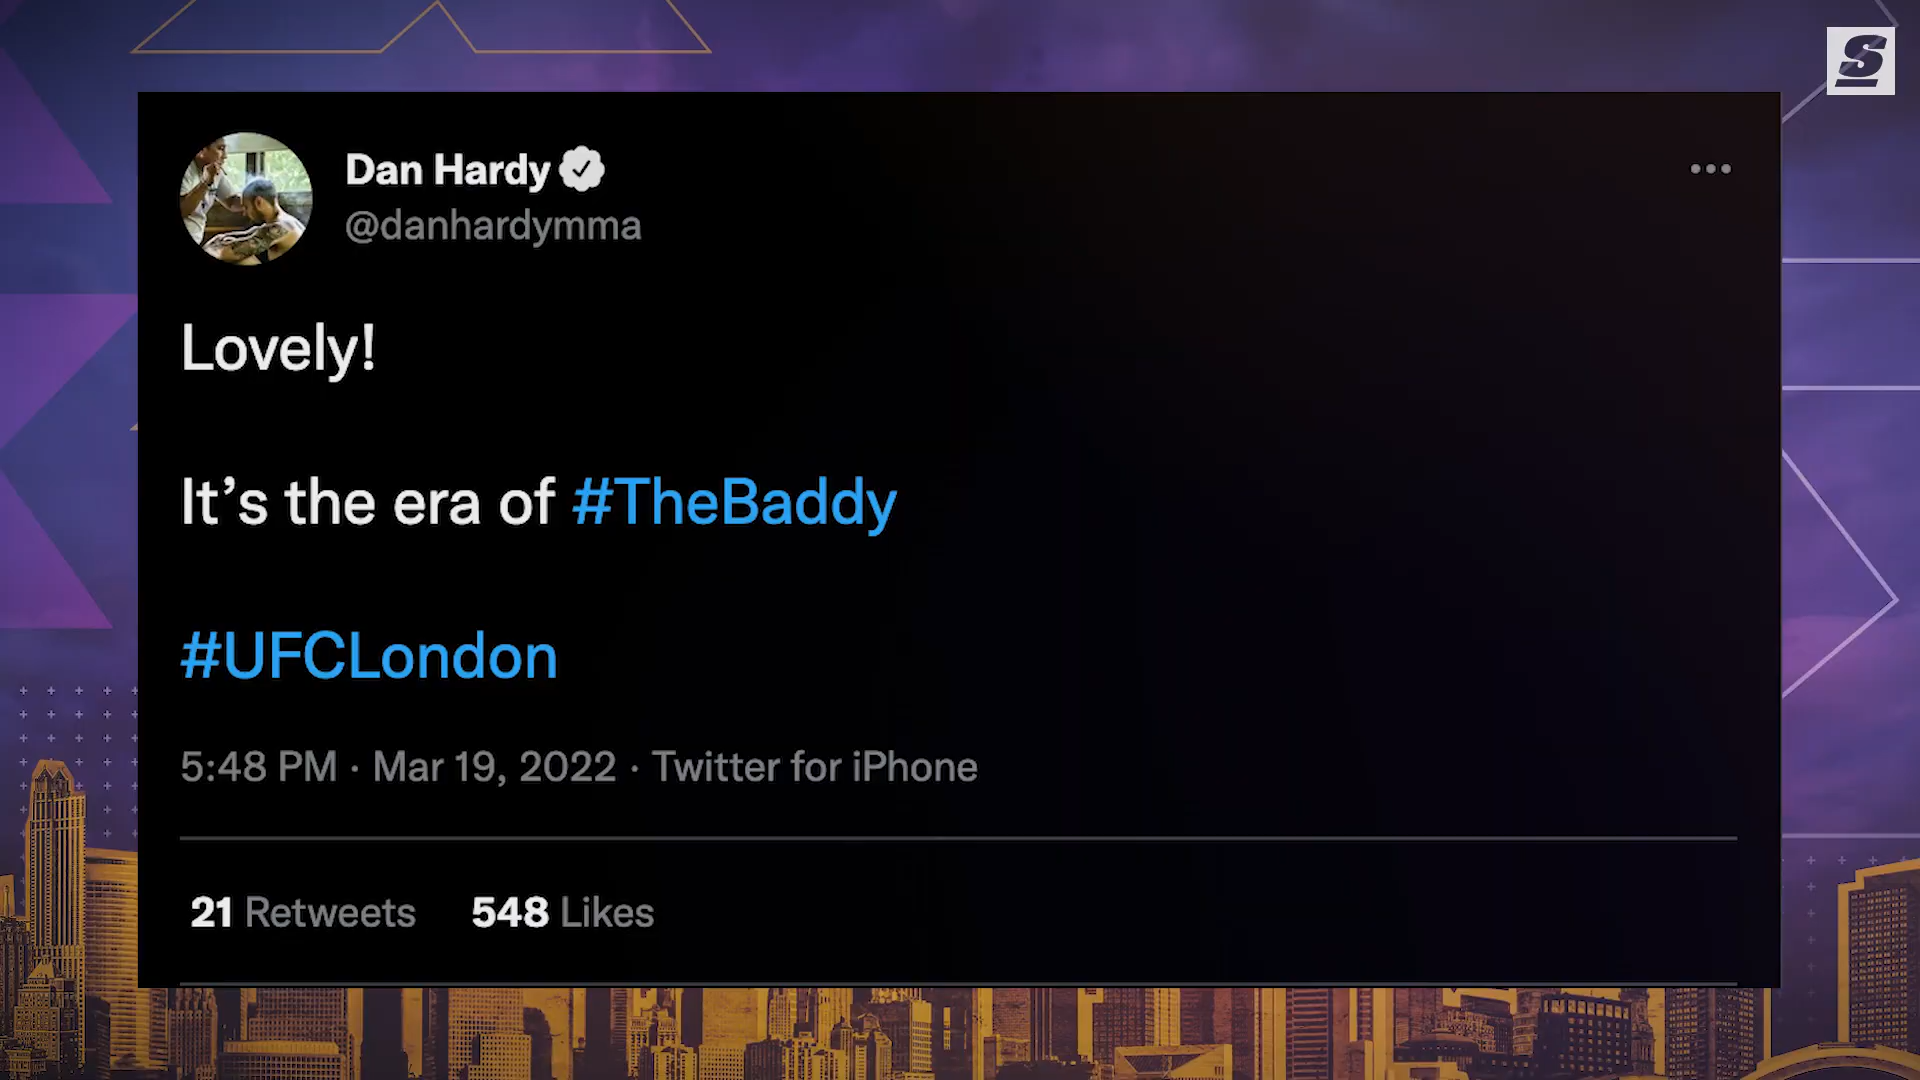 S
Dan Hardy
@danhardymma
Lovely!
It’s the era of #TheBaddy
#UFCLondon
5:48 PM · Mar 19, 2022 · Twitter for iPhone
21 Retweets 548 Likes